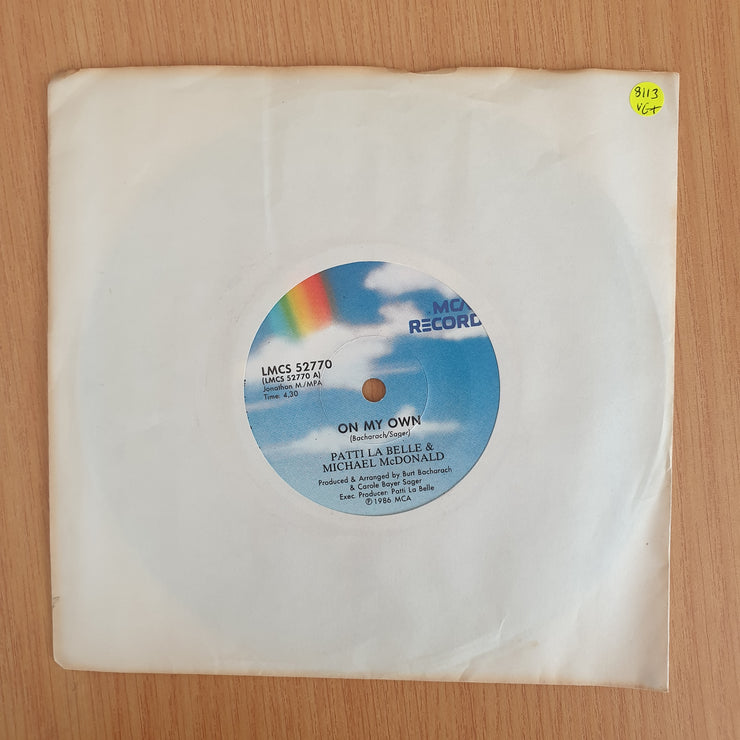 8113
VG+
MCA
RECORD
LMCS 52770
(LMCS 52770 A)
Jonathan M./MPA
Time: 4.30
ON MY OWN
(Bacharach/Sager)
PATTI LA BELLE &
MICHAEL McDONALD
Produced & Arranged by Burt Bacharach
& Carole Bayer Sager
Exec. Producer: Patti La Belle
℗ 1986 MCA